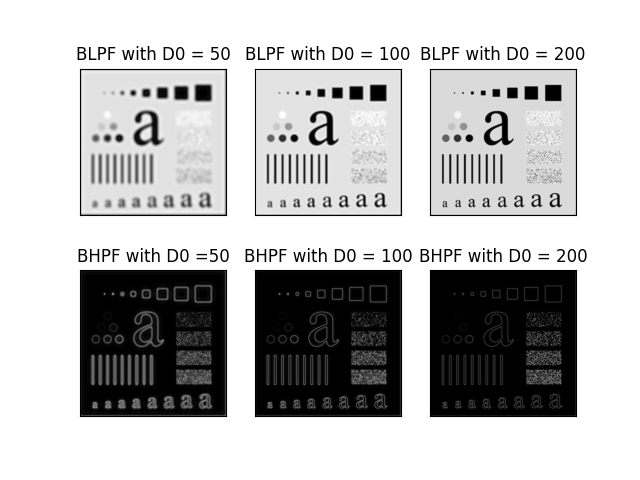 BLPF with D0 = 50 BLPF with D0 = 100 BLPF with D0 = 200
a a a
a a a a a a a a a a a a a a a a a a a a a a a a
BHPF with D0 =50 BHPF with D0 = 100 BHPF with D0 = 200
a a a
a a a a a a a a a a a a a a a a a a a a a a a a